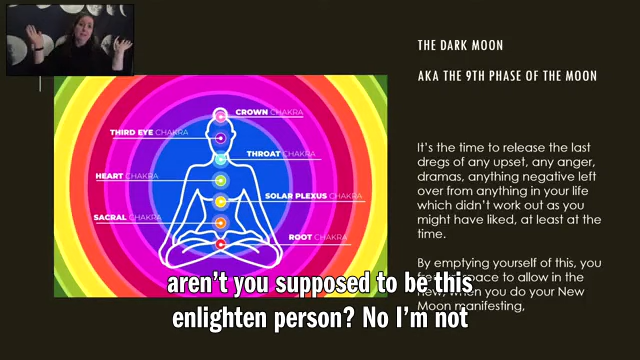 THE DARK MOON
AKA THE 9TH PHASE OF THE MOON
CROWN CHAKRA
THIRD EYE CHAKRA
THROAT CHAKRA
HEART CHAKRA
SOLAR PLEXUS CHAKRA
SACRAL CHAKRA
ROOT CHAKRA
It's the time to release the last
dregs of any upset, any anger,
dramas, anything negative left
over from anything in your life
which didn't work out as you
might have liked, at least at the
time.
By emptying yourself of this, you
space to allow in the
new, when you do your New
Moon manifesting,
aren't you supposed to be this
enlighten person? No I'm not